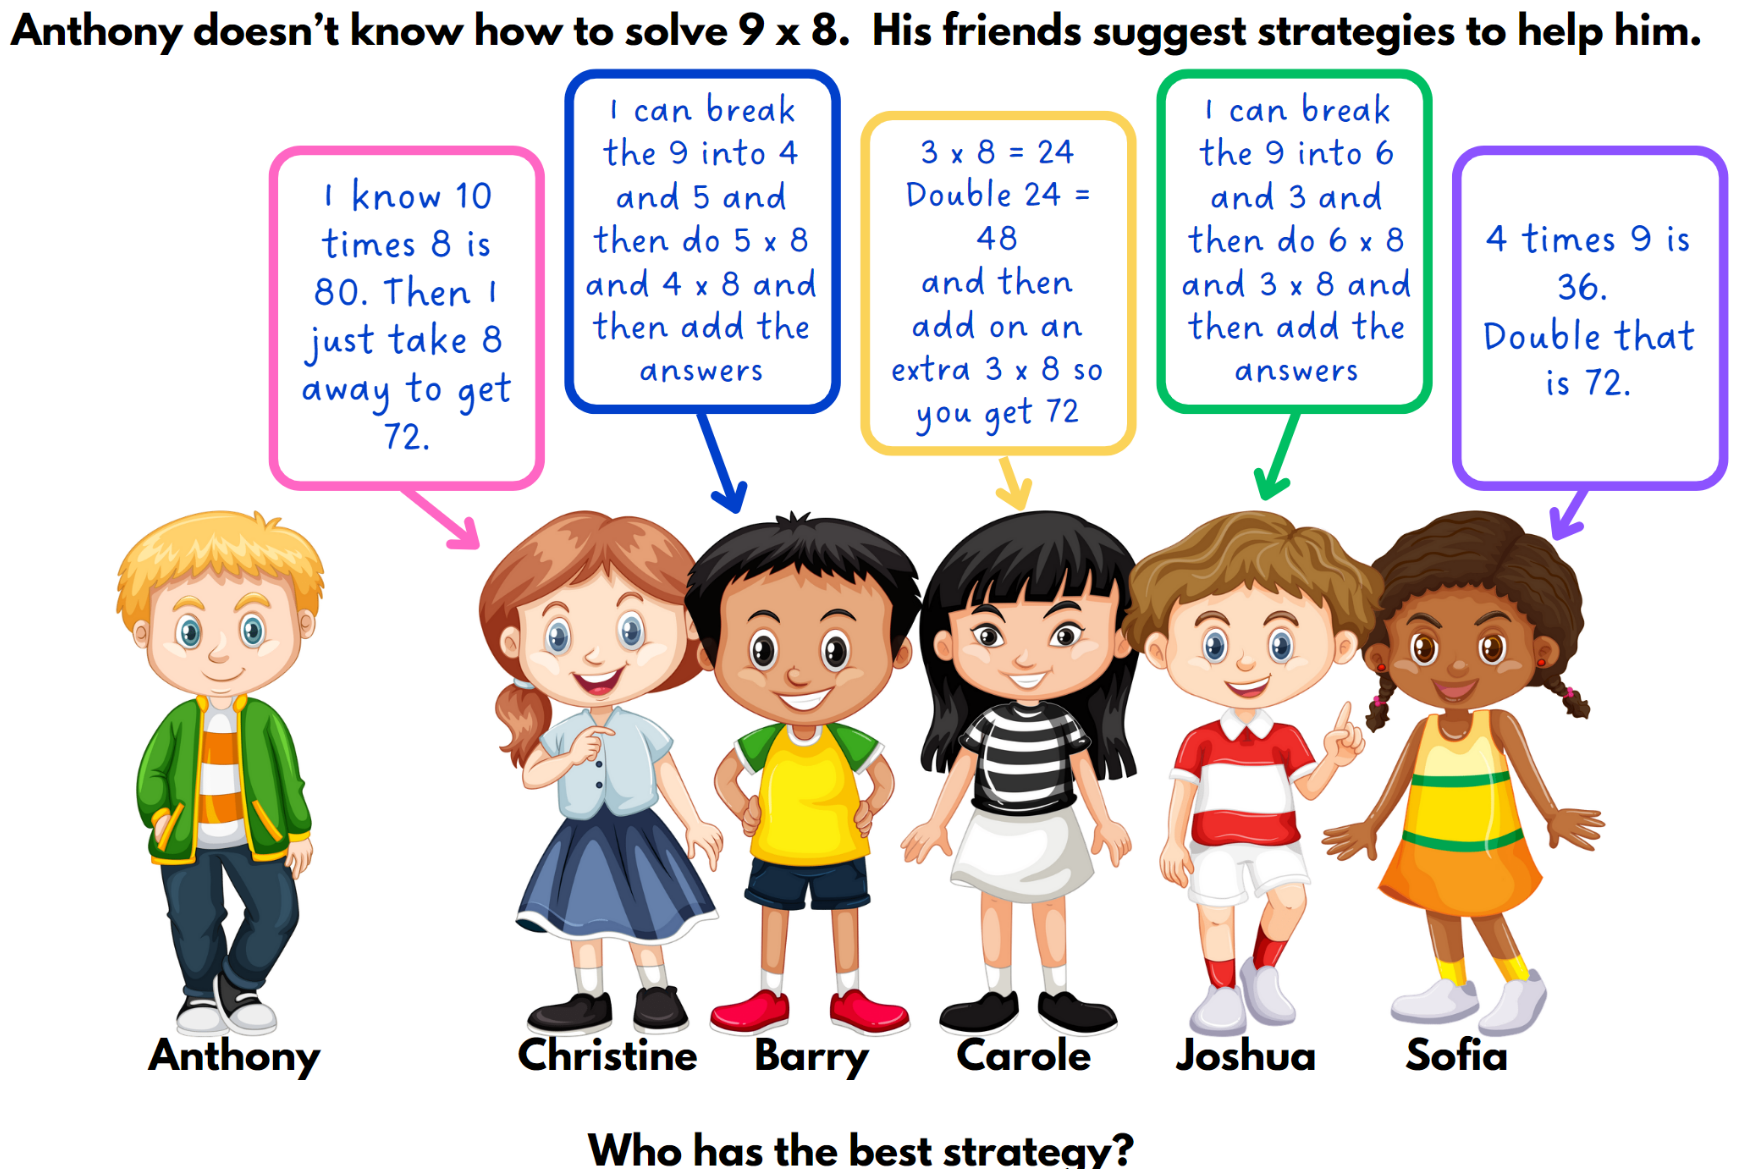 Anthony doesn't know how to solve 9 x 8.  His friends suggest strategies to help him.
I know 10
times 8 is
80. Then I
just take 8
away to get
72.
I can break
the 9 into 4
and 5 and
then do 5 x 8
and 4 x 8 and
then add the
answers
3 x 8 = 24
Double 24 =
48
and then
add on an
extra 3 x 8 so
you get 72
I can break
the 9 into 6
and 3 and
then do 6 x 8
and 3 x 8 and
then add the
answers
4 times 9 is
36.
Double that
is 72.
Anthony
Christine
Barry
Carole
Joshua
Sofia
Who has the best strategy?